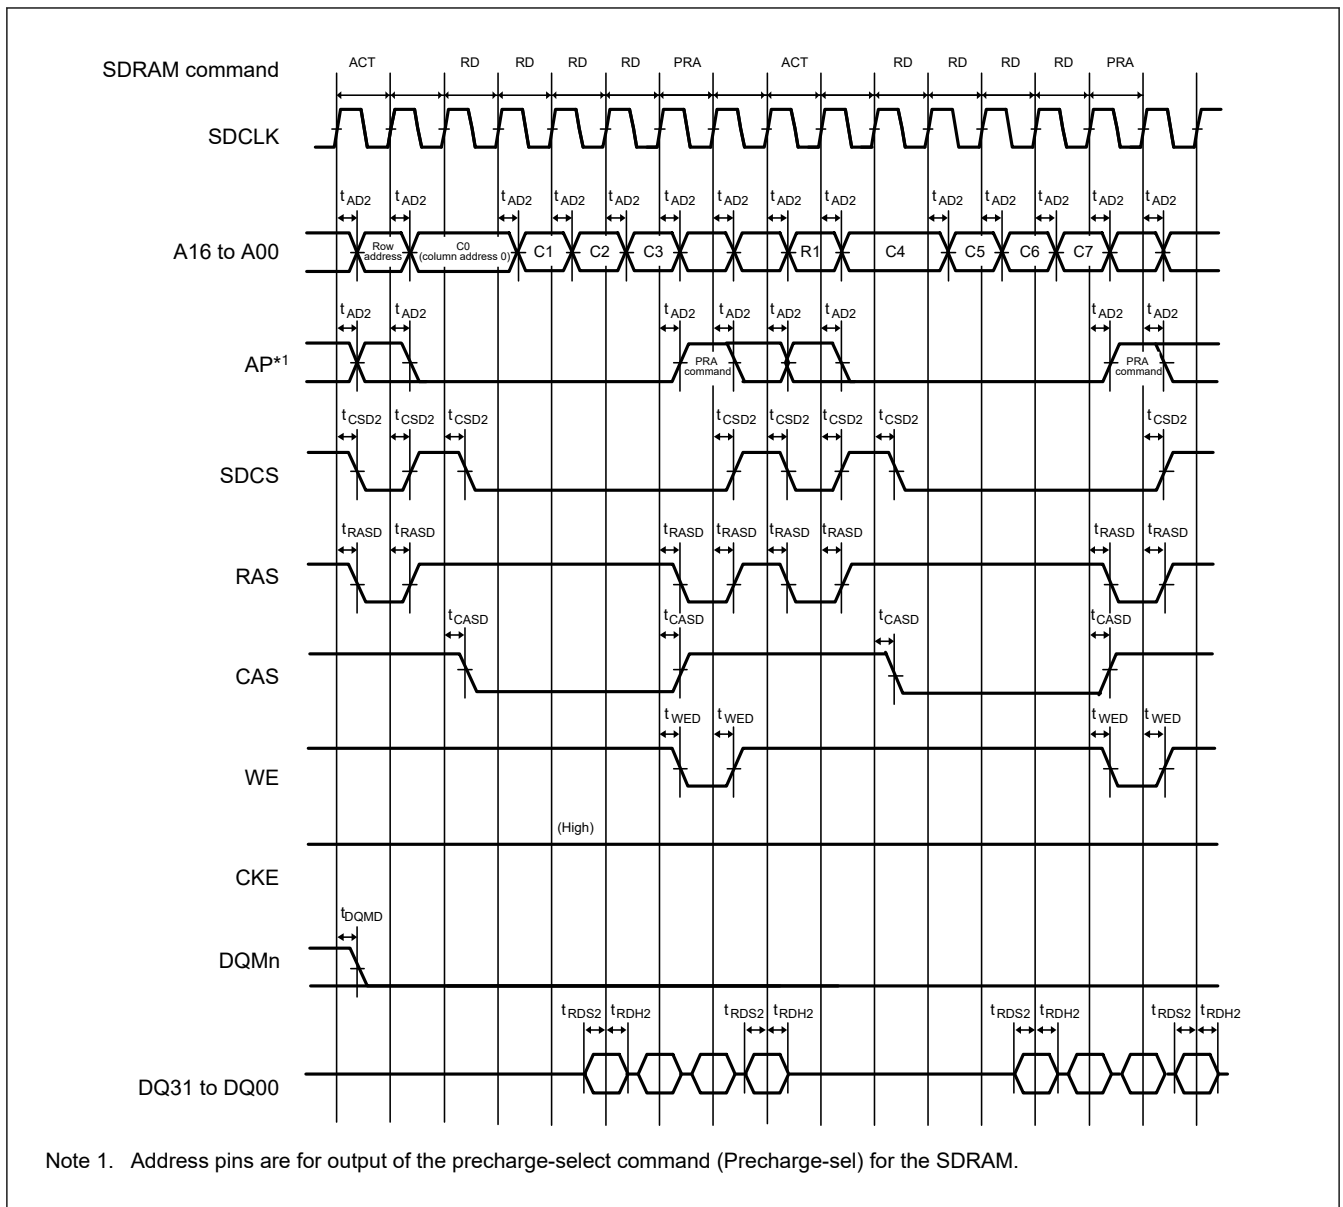 SDRAM command ACT RD RD RD RD PRA ACT RD RD RD RD PRA
SDCLK
tAD2 tAD2 tAD2 tAD2 tAD2 tAD2 tAD2 tAD2 tAD2 tAD2 tAD2 tAD2 tAD2 tAD2
A16 to A00
Row
address
C0
(column address 0)
C1 C2 C3 R1 C4 C5 C6 C7
tAD2 tAD2 tAD2 tAD2 tAD2 tAD2 tAD2 tAD2
AP*1
PRA
command
PRA
command
tCSD2 tCSD2 tCSD2 tCSD2 tCSD2 tCSD2 tCSD2 tCSD2
SDCS
tRASD tRASD tRASD tRASD tRASD tRASD tRASD tRASD
RAS
tCASD tCASD tCASD tCASD
CAS
tWED tWED tWED tWED
WE
(High)
CKE
tDQMD
DQMn
tRDS2 tRDH2 tRDS2 tRDH2 tRDS2 tRDH2 tRDS2 tRDH2
DQ31 to DQ00
Note 1. Address pins are for output of the precharge-select command (Precharge-sel) for the SDRAM.